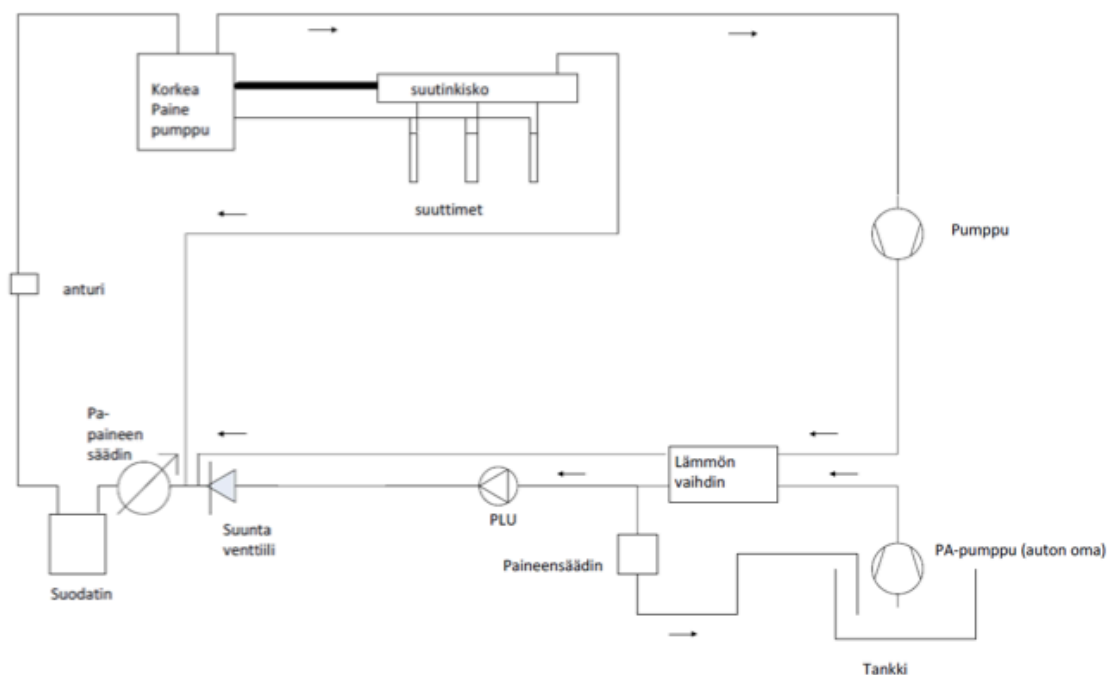 Korkea
Paine
pumppu
suutinkisko
suuttimet
Pumppu
anturi
Pa-
paineen
säädin
Lämmön
vaihdin
PLU
Suunta
venttiili
Paineensäädin
PA-pumppu (auton oma)
Suodatin
Tankki